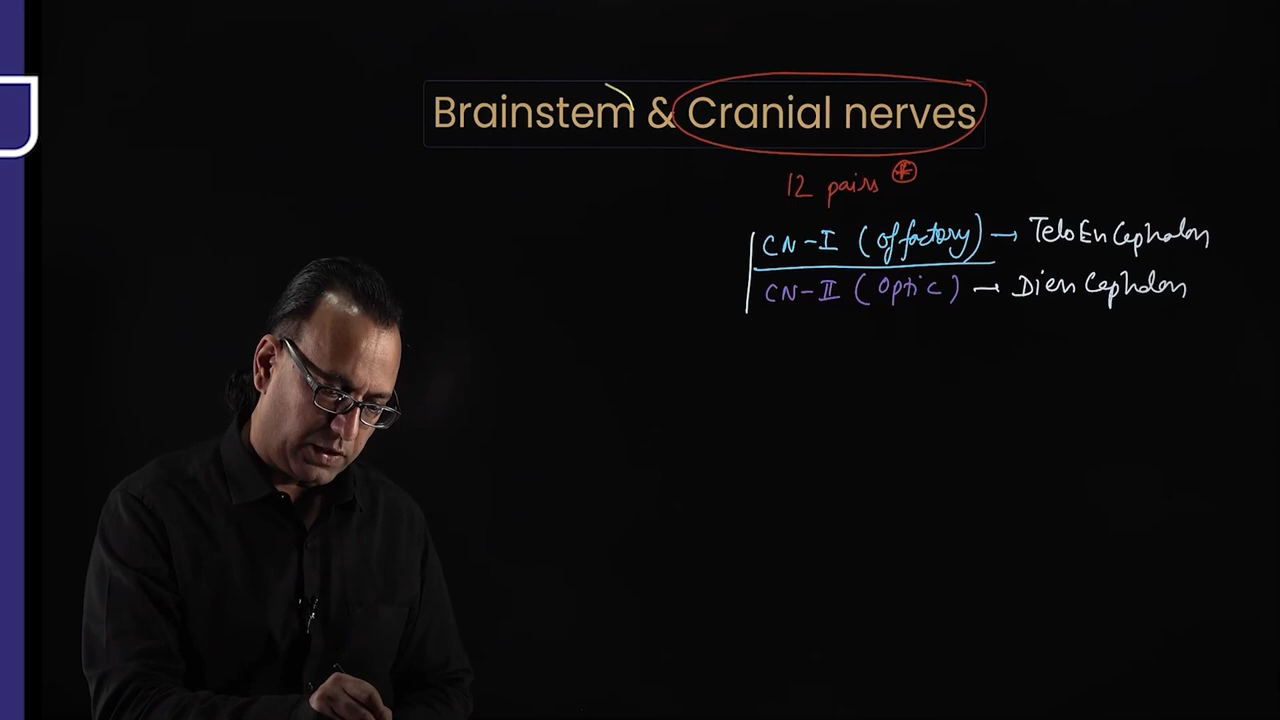 Brainstem & Cranial nerves
12 pairs
CN-I (Olfactory) → TeloEnCephalon
CN-II (Optic) → DienCephalon